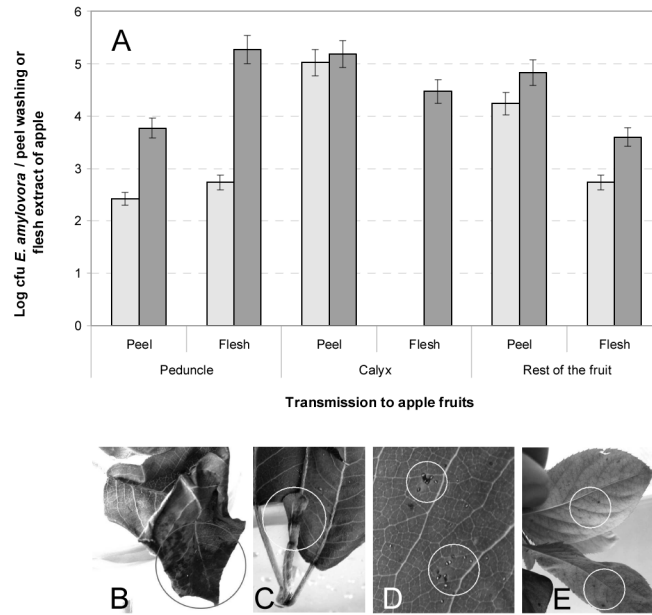 A
Log cfu E. amylovora / peel washing or
flesh extract of apple
6
5
4
3
2
1
0
Peel Flesh Peel Flesh Peel Flesh
Peduncle Calyx Rest of the fruit
Transmission to apple fruits
B C D E